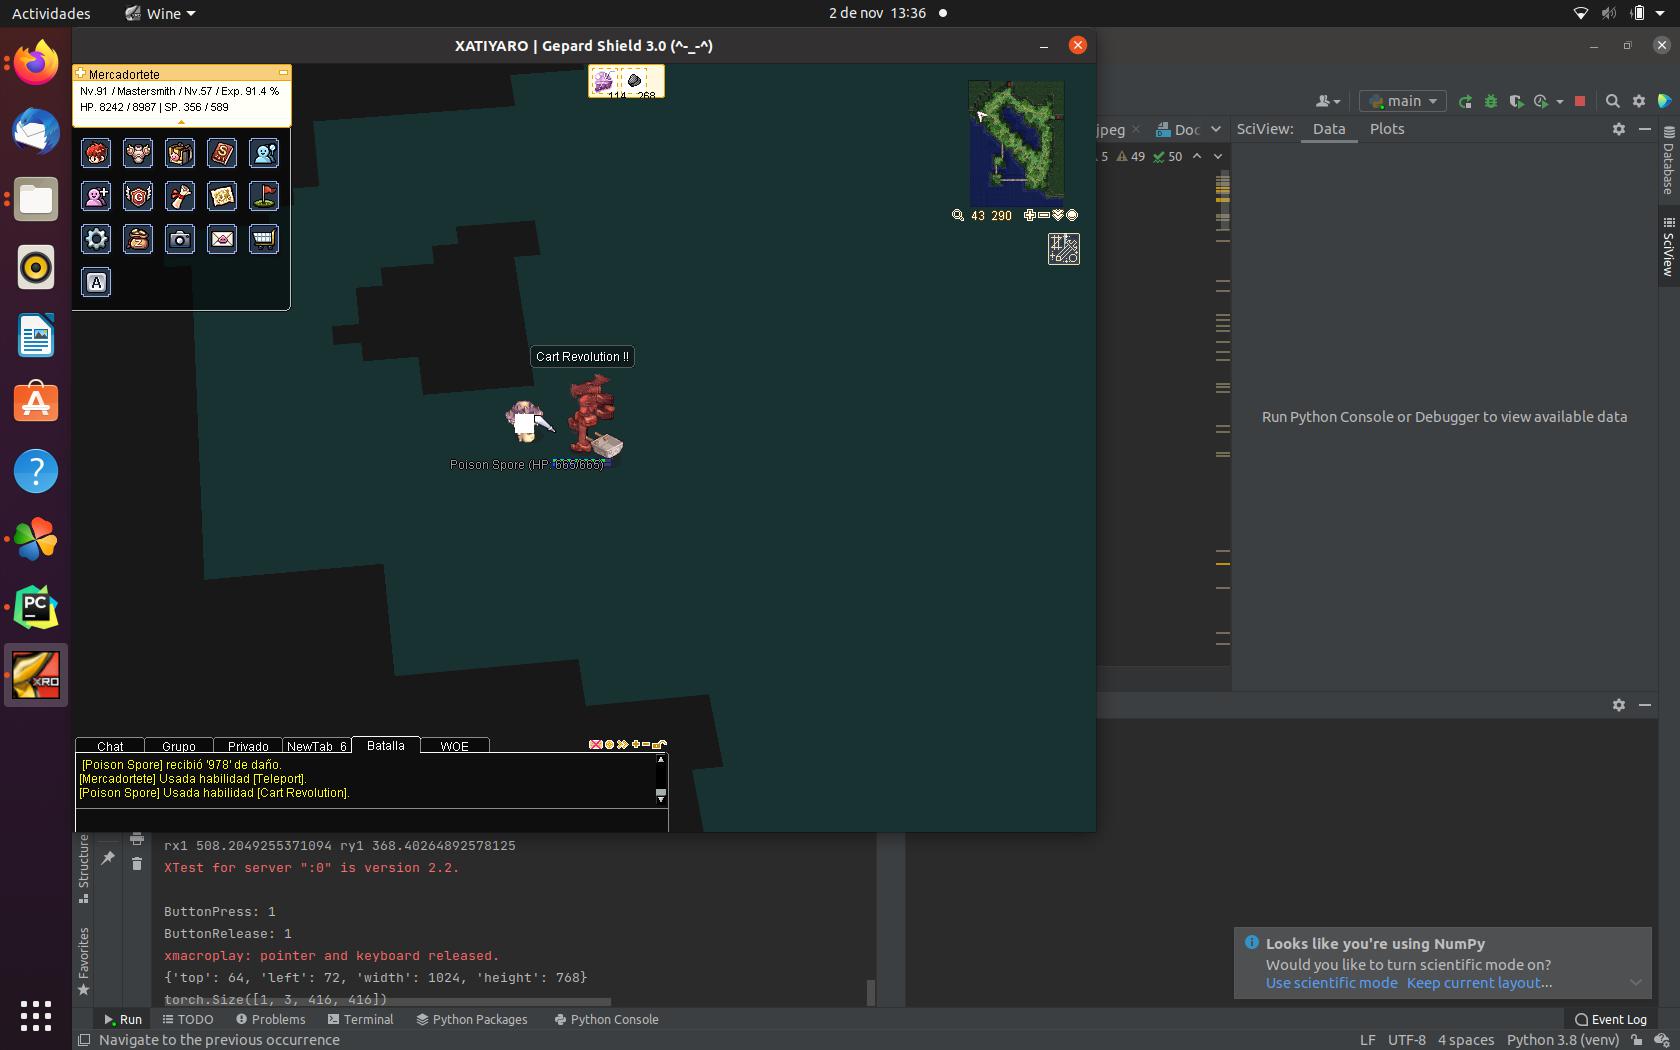 Actividades
Wine
2 de nov 13:36
XATIYARO | Gepard Shield 3.0 (^-_-^)
Mercadortete
Nv.91 / Mastersmith / Nv.57 / Exp. 91.4 %
HP. 8242 / 8987 | SP. 356 / 589
114 268
43 290
A
Cart Revolution !!
Poison Spore (HP: 665/665)
Chat
Grupo
Privado
NewTab_6
Batalla
WOE
[Poison Spore] recibió '978' de daño.
[Mercadortete] Usada habilidad [Teleport].
[Poison Spore] Usada habilidad [Cart Revolution].
main
jpeg
Doc
SciView:
Data
Plots
5 49 50
Database
SciView
Run Python Console or Debugger to view available data
PC
XRO
Structure
Favorites
rx1 508.2049255371094 ry1 368.40264892578125
XTest for server ":0" is version 2.2.
ButtonPress: 1
ButtonRelease: 1
xmacroplay: pointer and keyboard released.
{'top': 64, 'left': 72, 'width': 1024, 'height': 768}
torch.Size([1, 3, 416, 416])
Looks like you're using NumPy
Would you like to turn scientific mode on?
Use scientific mode Keep current layout...
Run
TODO
Problems
Terminal
Python Packages
Python Console
Event Log
Navigate to the previous occurrence
LF UTF-8 4 spaces Python 3.8 (venv)